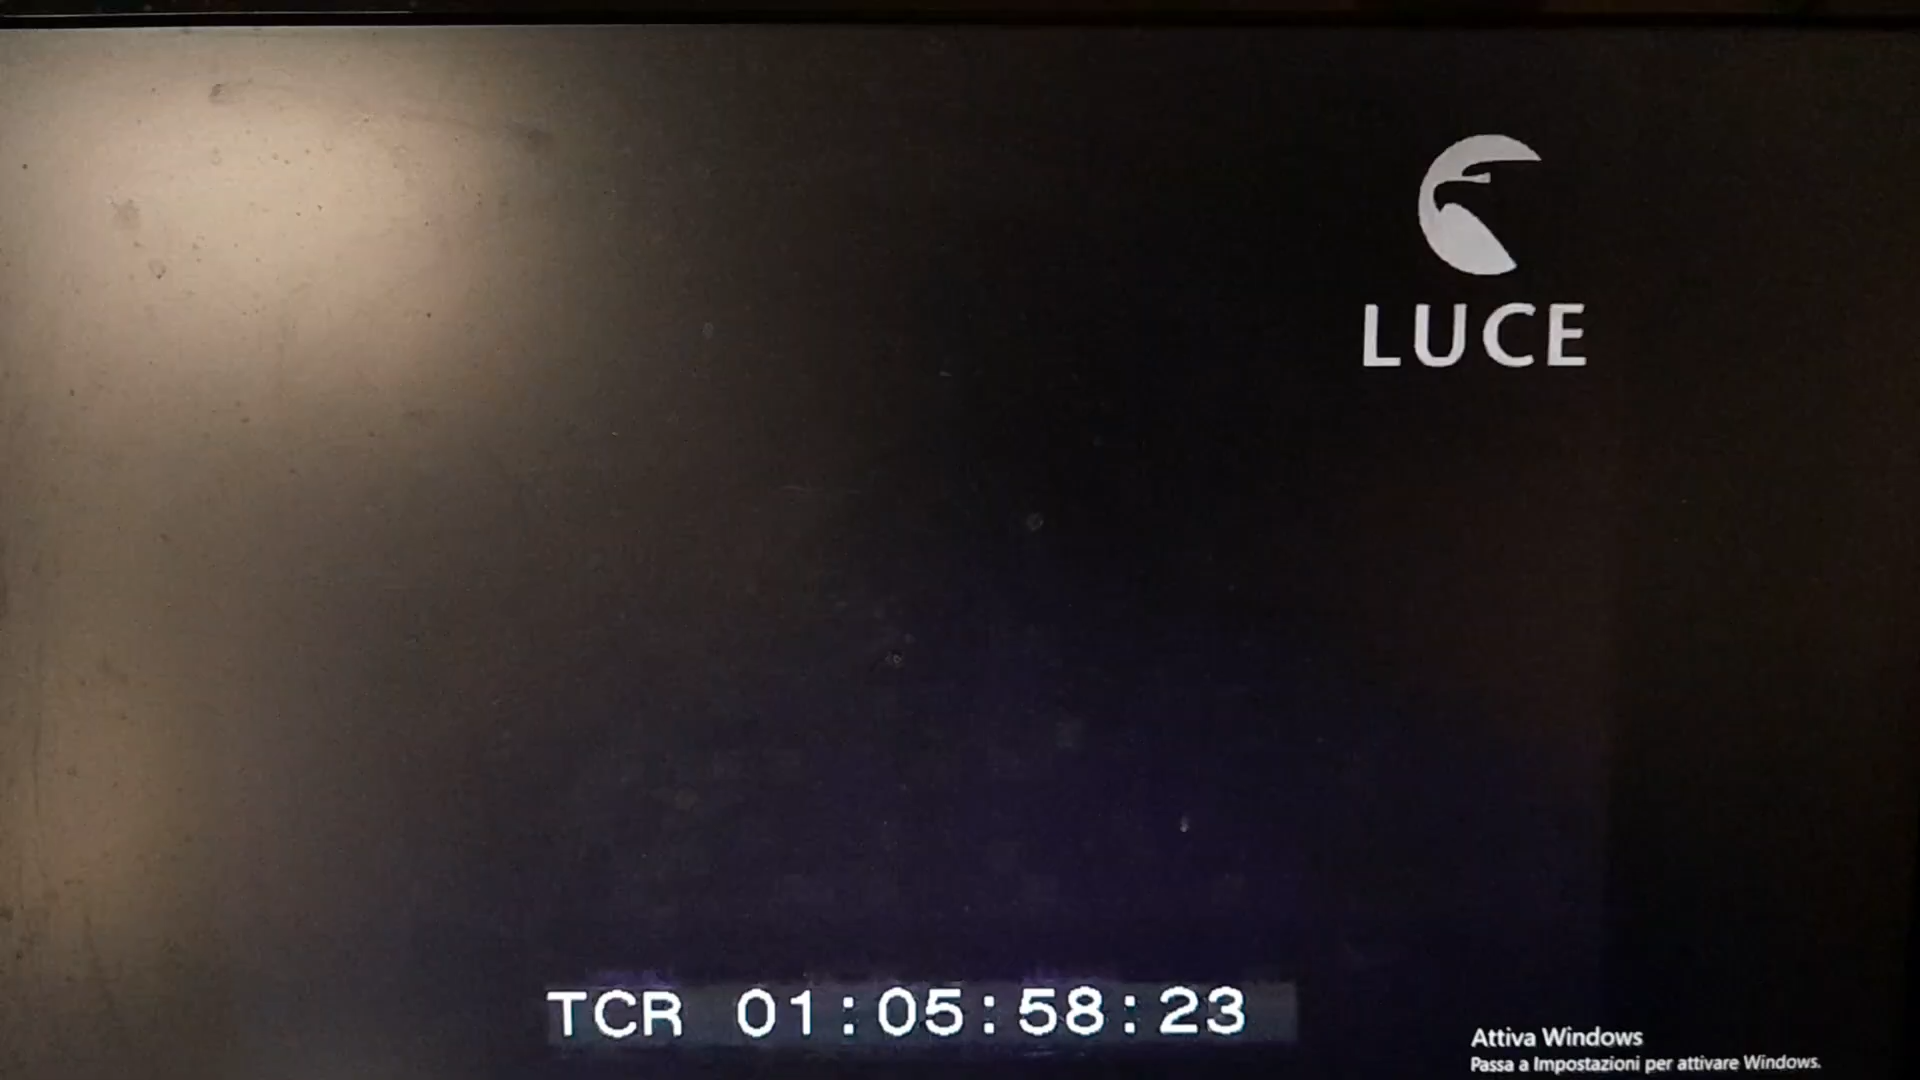 LUCE
TCR 01:05:58:23
Attiva Windows
Passa a Impostazioni per attivare Windows.